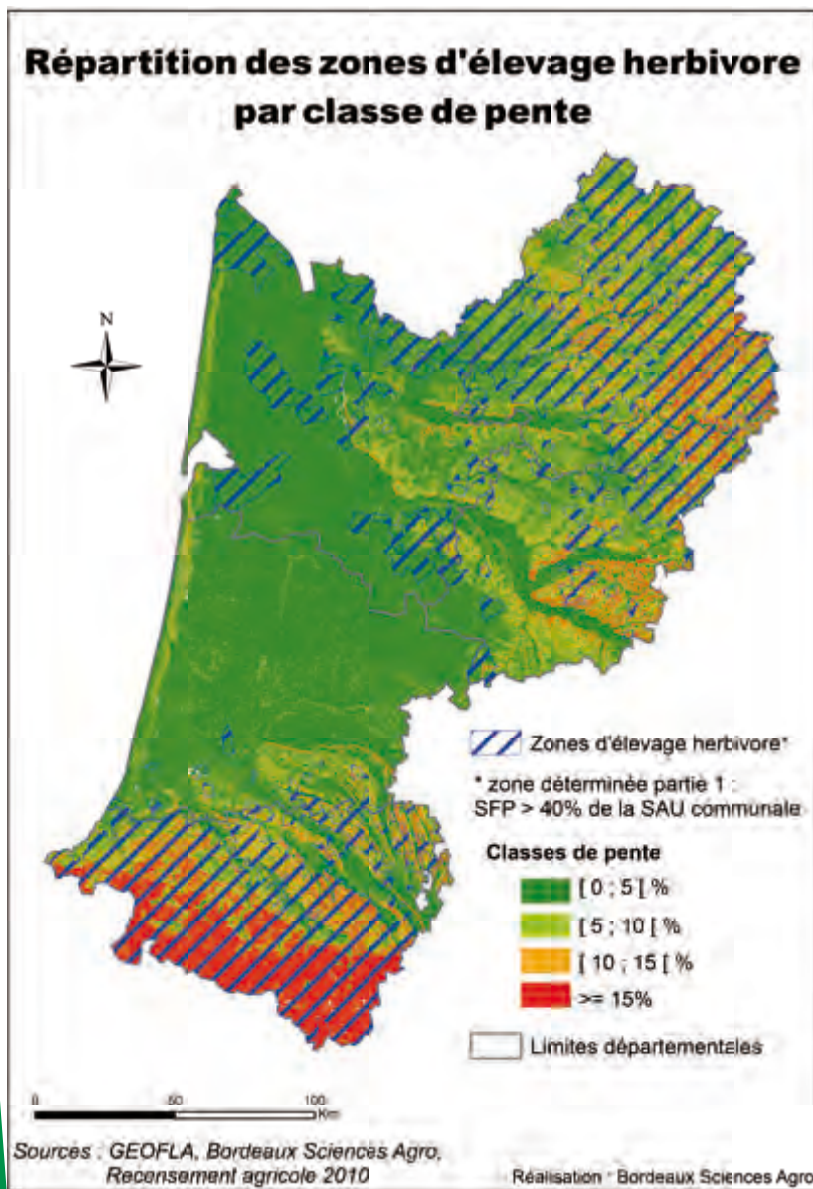 Répartition des zones d'élevage herbivore
par classe de pente
N
Zones d'élevage herbivore*
* zone déterminée partie 1 :
SFP > 40% de la SAU communale
Classes de pente
[ 0 ; 5 [ %
[ 5 ; 10 [ %
[ 10 ; 15 [ %
>= 15%
Limites départementales
0 50 100
Km
Sources : GEOFLA, Bordeaux Sciences Agro,
Recensement agricole 2010
Réalisation : Bordeaux Sciences Agro